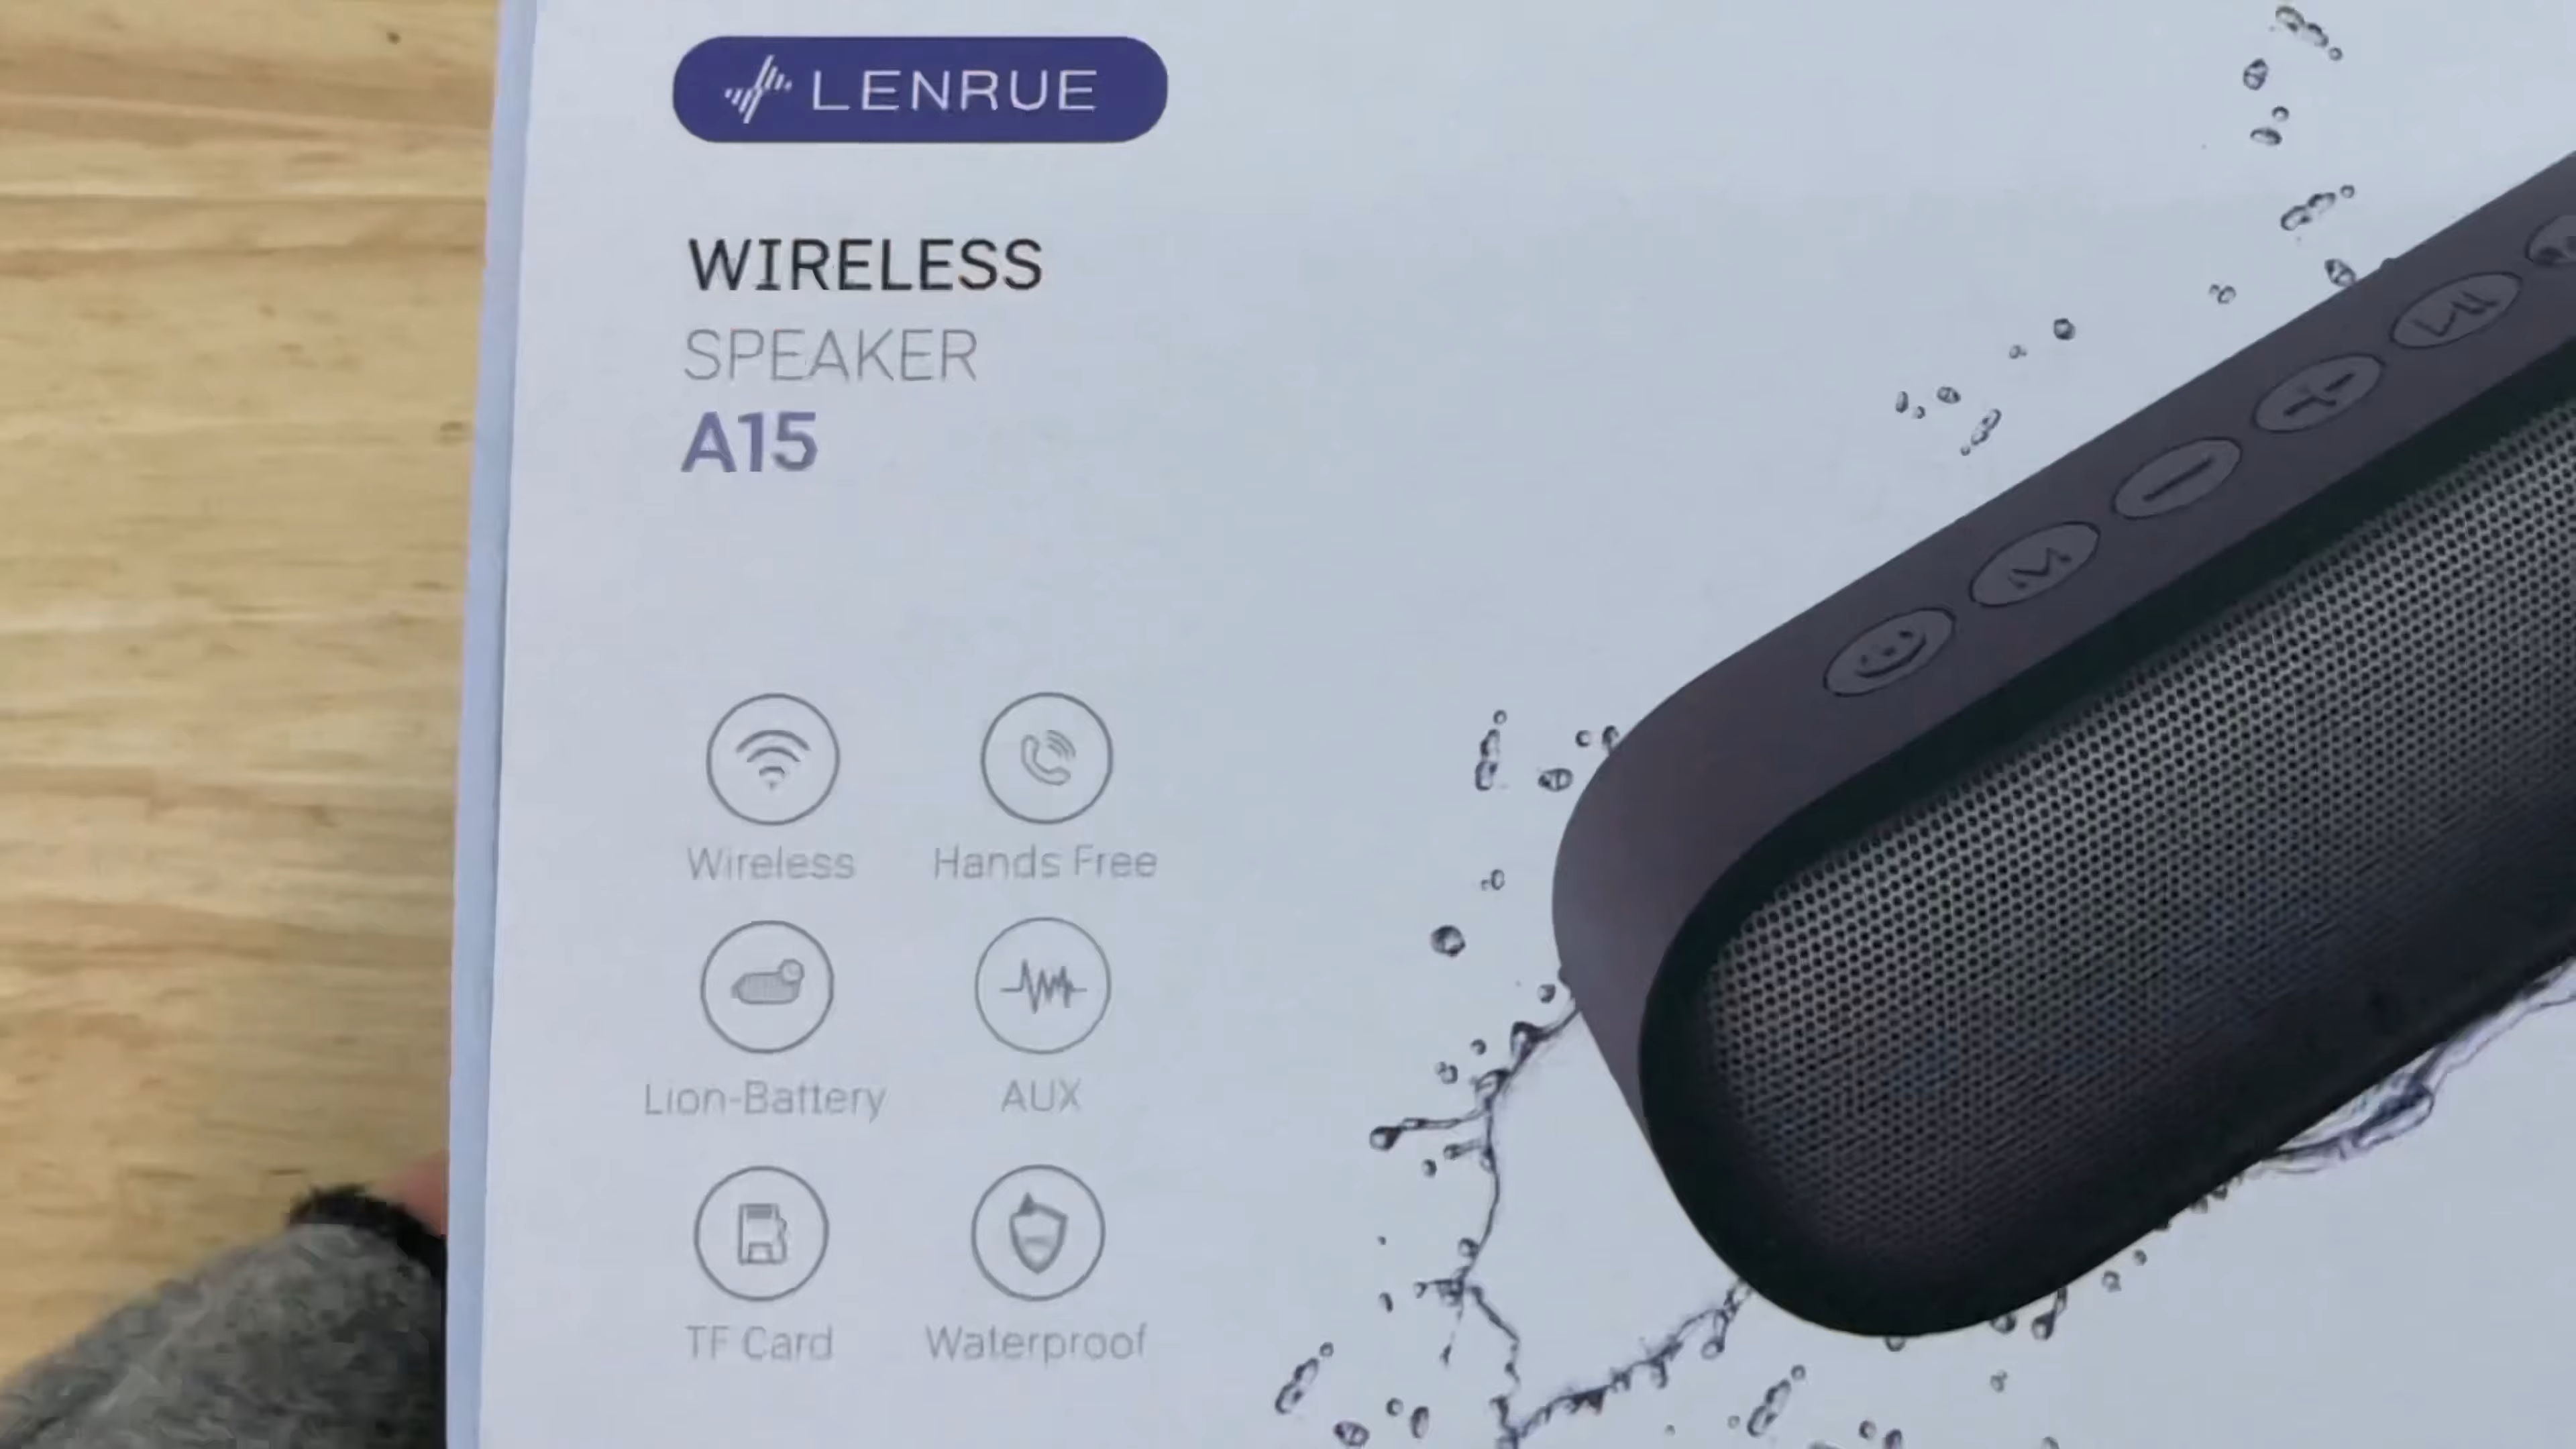 LENRUE
WIRELESS
SPEAKER
A15
Wireless
Hands Free
Lion-Battery
AUX
TF Card
Waterproof
M